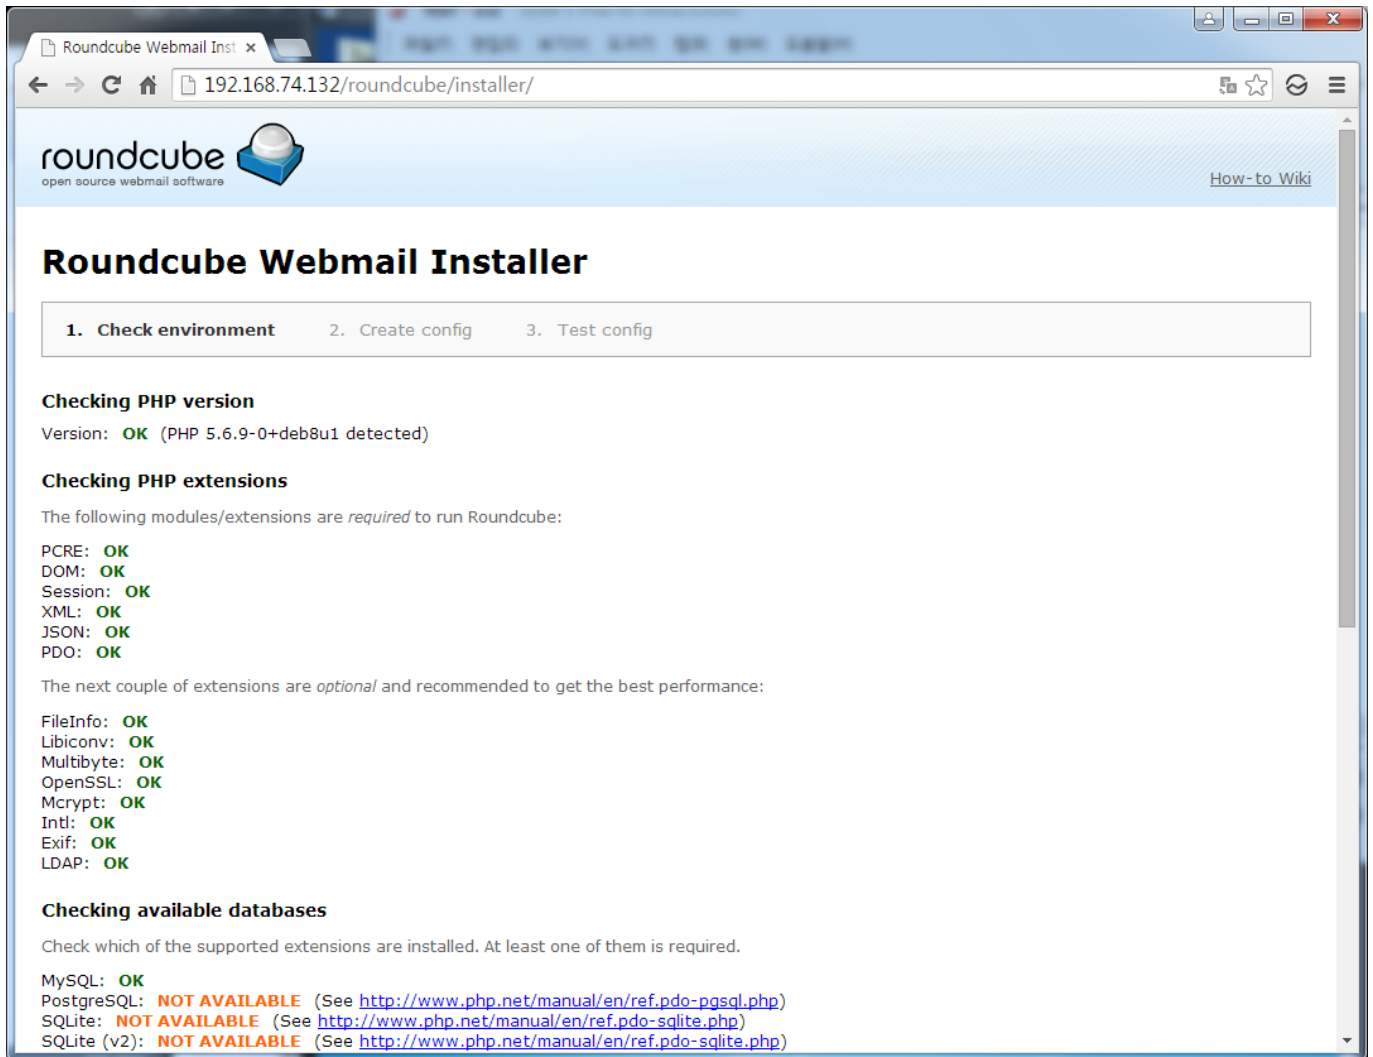 Roundcube Webmail Inst
192.168.74.132/roundcube/installer/
roundcube
open source webmail software
How-to Wiki
Roundcube Webmail Installer
1. Check environment 2. Create config 3. Test config
Checking PHP version
Version: OK (PHP 5.6.9-0+deb8u1 detected)
Checking PHP extensions
The following modules/extensions are required to run Roundcube:
PCRE: OK
DOM: OK
Session: OK
XML: OK
JSON: OK
PDO: OK
The next couple of extensions are optional and recommended to get the best performance:
FileInfo: OK
Libiconv: OK
Multibyte: OK
OpenSSL: OK
Mcrypt: OK
Intl: OK
Exif: OK
LDAP: OK
Checking available databases
Check which of the supported extensions are installed. At least one of them is required.
MySQL: OK
PostgreSQL: NOT AVAILABLE (See http://www.php.net/manual/en/ref.pdo-pgsql.php)
SQLite: NOT AVAILABLE (See http://www.php.net/manual/en/ref.pdo-sqlite.php)
SQLite (v2): NOT AVAILABLE (See http://www.php.net/manual/en/ref.pdo-sqlite.php)